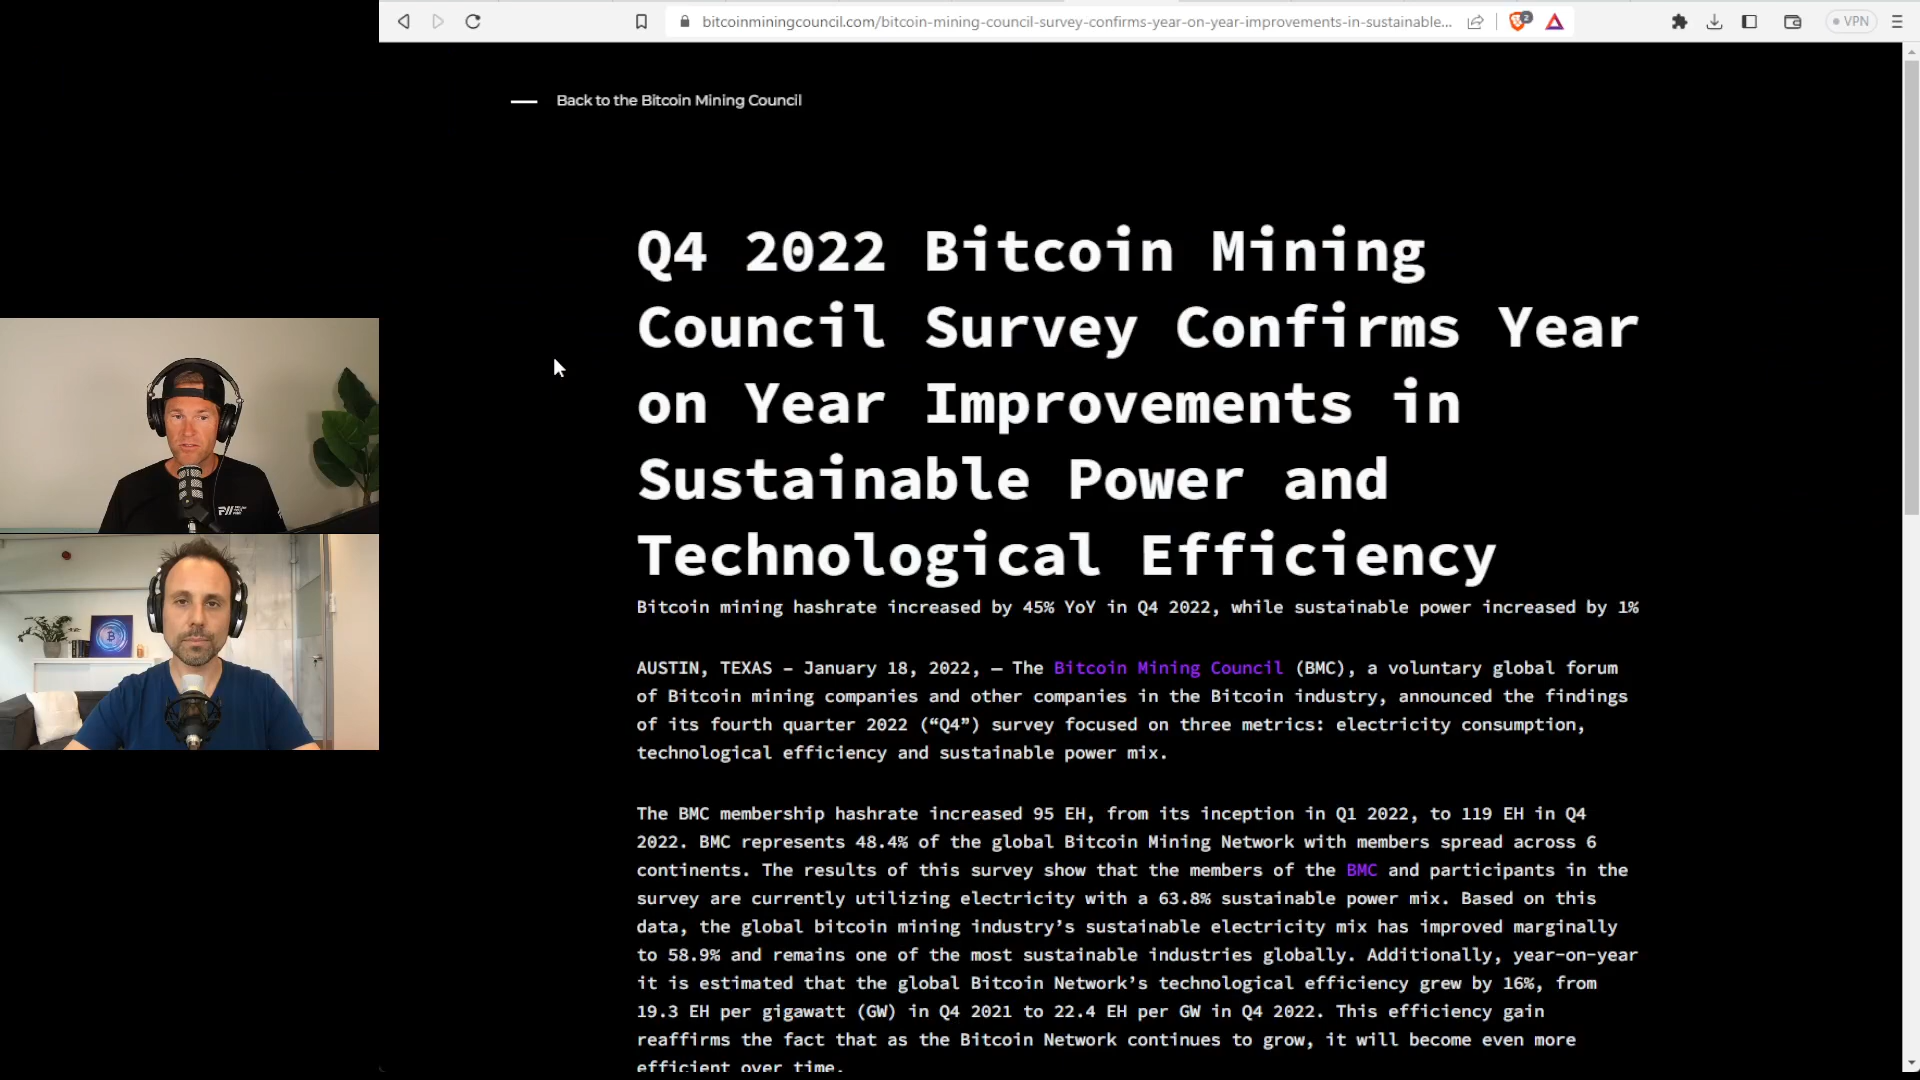 bitcoinminingcouncil.com/bitcoin-mining-council-survey-confirms-year-on-year-improvements-in-sustainable...
2
VPN
Back to the Bitcoin Mining Council
Q4 2022 Bitcoin Mining
Council Survey Confirms Year
on Year Improvements in
Sustainable Power and
Technological Efficiency
Bitcoin mining hashrate increased by 45% YoY in Q4 2022, while sustainable power increased by 1%
AUSTIN, TEXAS – January 18, 2022, — The Bitcoin Mining Council (BMC), a voluntary global forum
of Bitcoin mining companies and other companies in the Bitcoin industry, announced the findings
of its fourth quarter 2022 (“Q4”) survey focused on three metrics: electricity consumption,
technological efficiency and sustainable power mix.
The BMC membership hashrate increased 95 EH, from its inception in Q1 2022, to 119 EH in Q4
2022. BMC represents 48.4% of the global Bitcoin Mining Network with members spread across 6
continents. The results of this survey show that the members of the BMC and participants in the
survey are currently utilizing electricity with a 63.8% sustainable power mix. Based on this
data, the global bitcoin mining industry’s sustainable electricity mix has improved marginally
to 58.9% and remains one of the most sustainable industries globally. Additionally, year-on-year
it is estimated that the global Bitcoin Network’s technological efficiency grew by 16%, from
19.3 EH per gigawatt (GW) in Q4 2021 to 22.4 EH per GW in Q4 2022. This efficiency gain
reaffirms the fact that as the Bitcoin Network continues to grow, it will become even more
efficient over time.